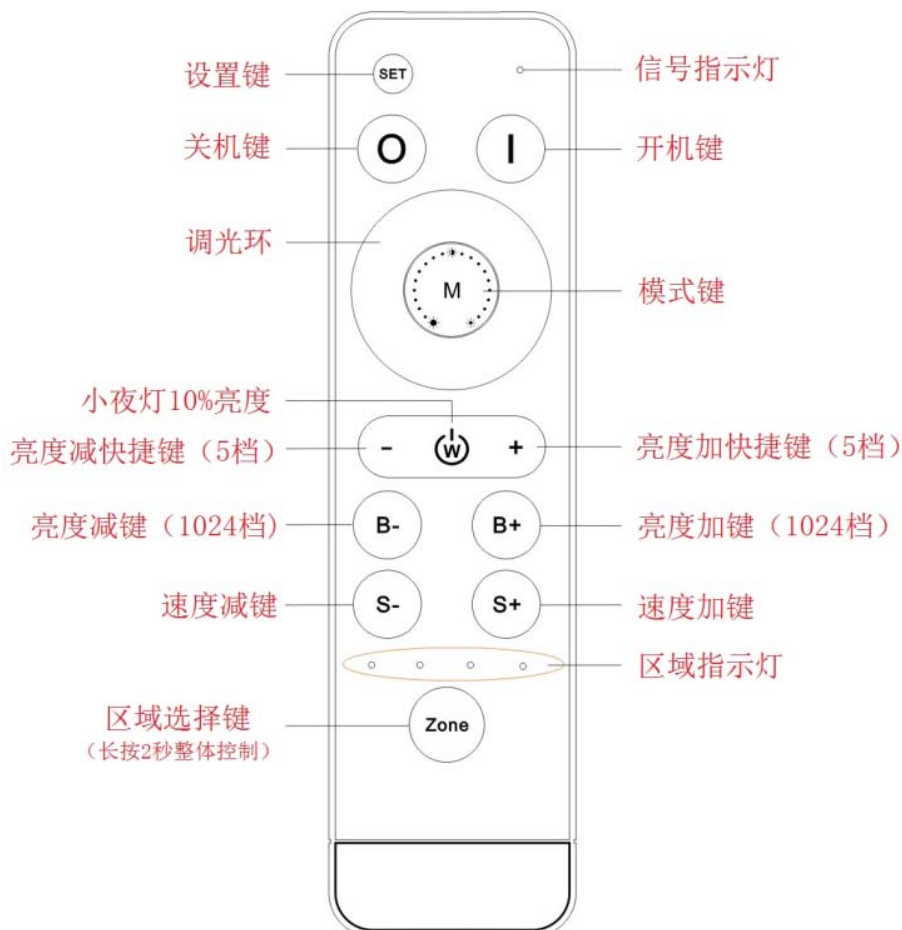 设置键
SET
信号指示灯
关机键
O
I
开机键
调光环
M
模式键
小夜灯10%亮度
亮度减快捷键（5档）
-
W
+
亮度加快捷键（5档）
亮度减键（1024档)
B-
B+
亮度加键（1024档）
速度减键
S-
S+
速度加键
区域指示灯
区域选择键
（长按2秒整体控制）
Zone